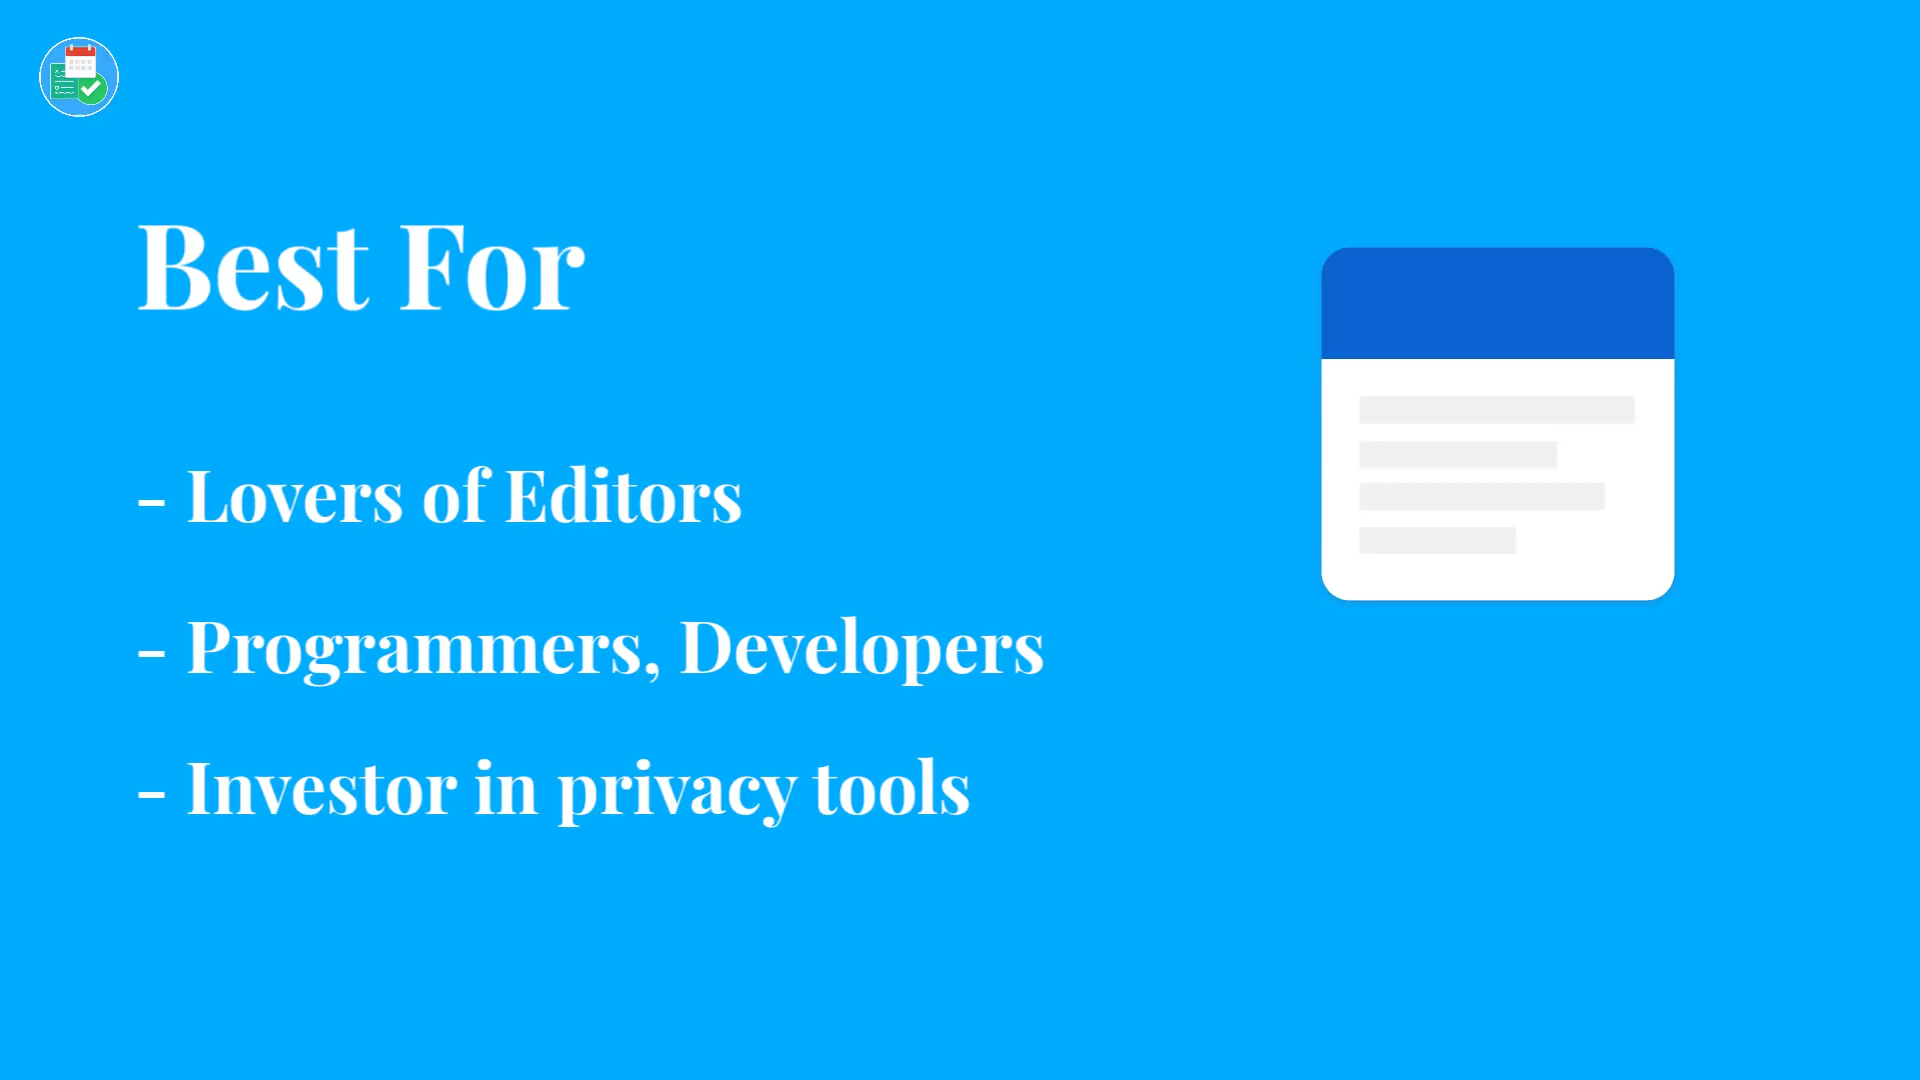 Best For
- Lovers of Editors
- Programmers, Developers
- Investor in privacy tools